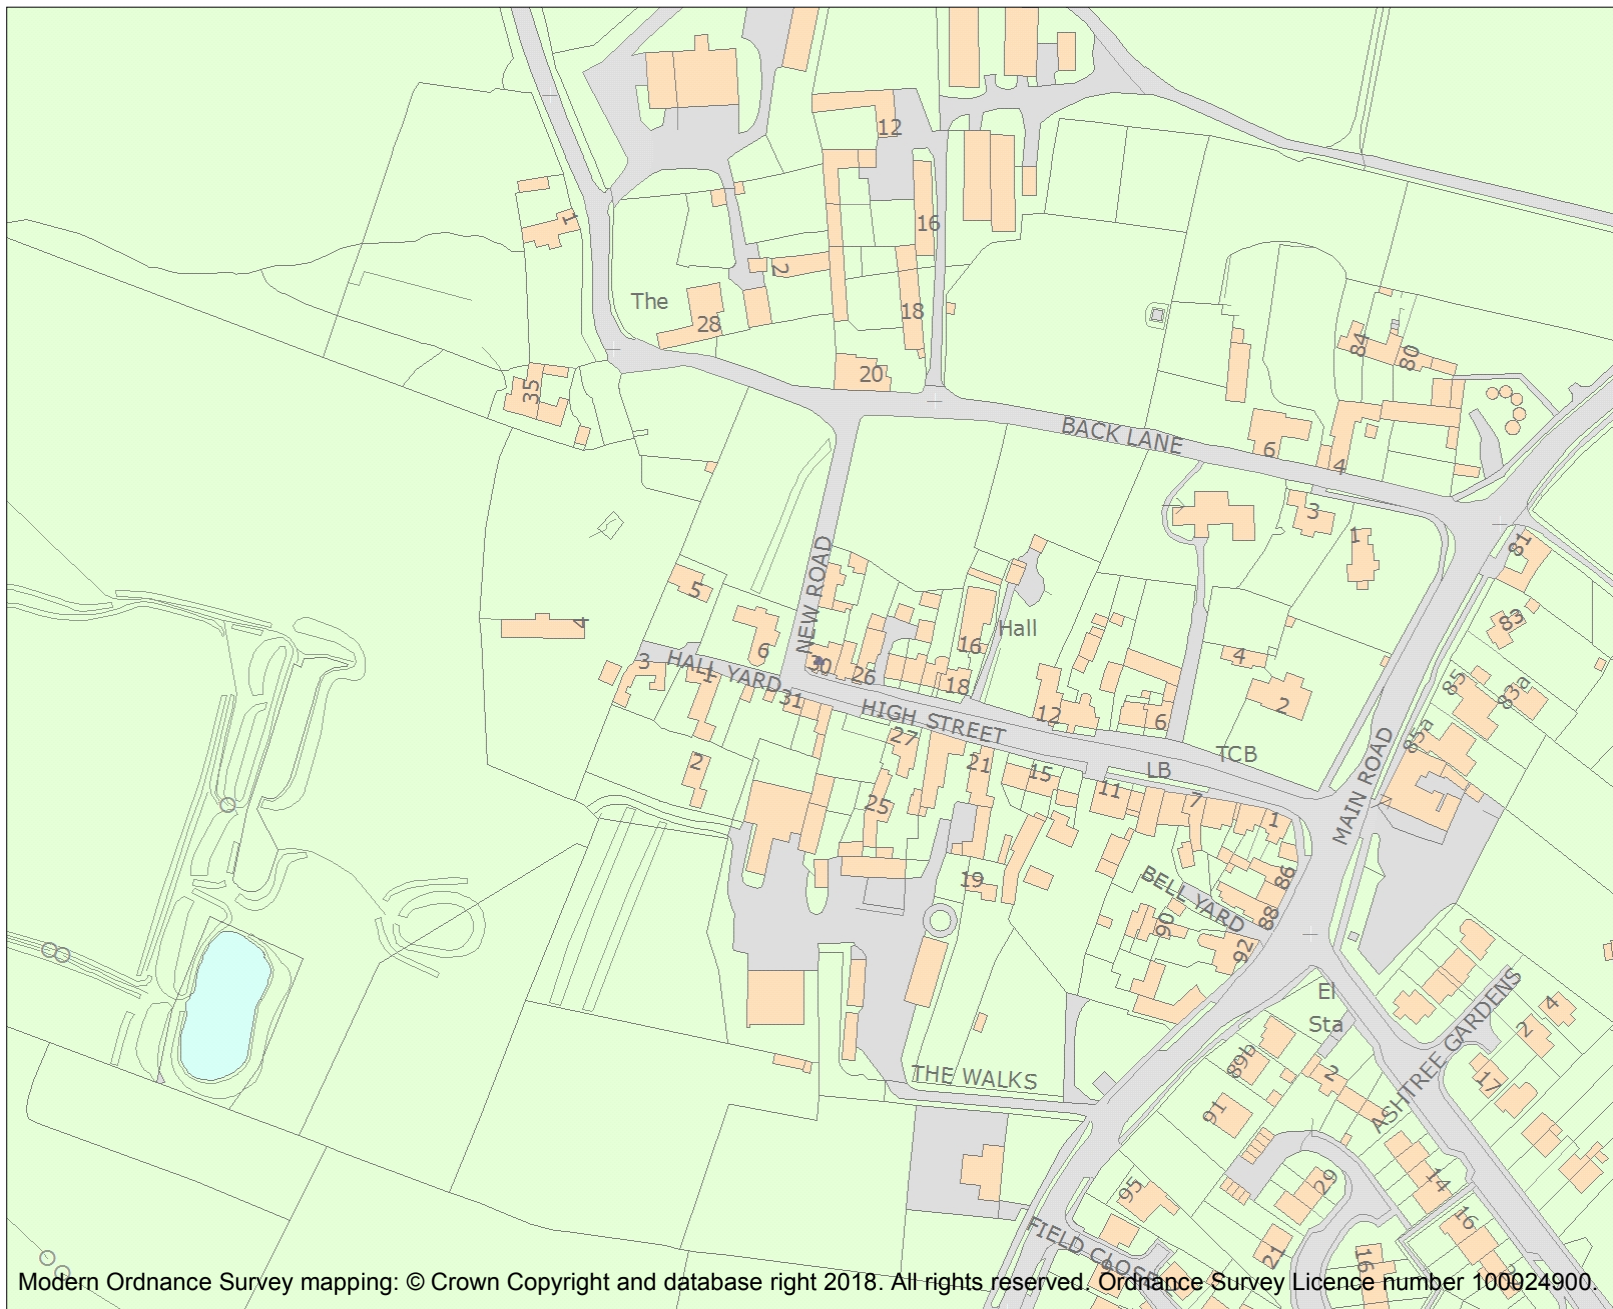 12
1
16
2
The
28
18
20
35
84
80
BACK LANE
6
4
3
1
81
NEW ROAD
5
4
6
83
HALL YARD
3
1
30
26
16
Hall
18
31
HIGH STREET
12
6
4
2
85
83a
85a
27
21
15
LB
TCB
2
25
11
7
1
MAIN ROAD
19
BELL YARD
86
88
90
92
El
Sta
ASHTREE GARDENS
4
2
17
THE WALKS
89b
2
91
95
29
14
16
FIELD CLOSE
21
16
Modern Ordnance Survey mapping: © Crown Copyright and database right 2018. All rights reserved. Ordnance Survey Licence number 100024900.